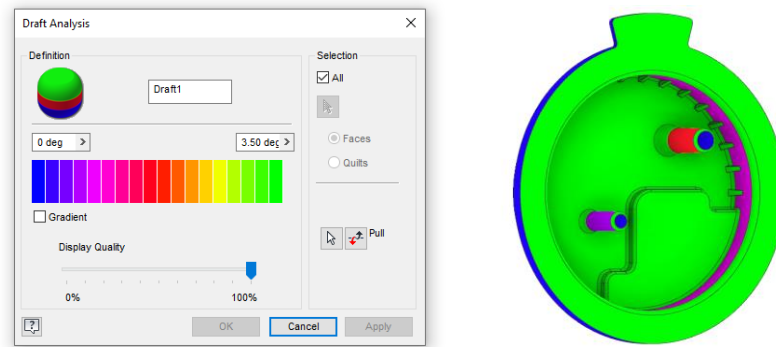 Draft Analysis
Definition
Draft1
0 deg
3.50 deg
Gradient
Display Quality
0%
100%
Selection
All
Faces
Quilts
Pull
OK
Cancel
Apply